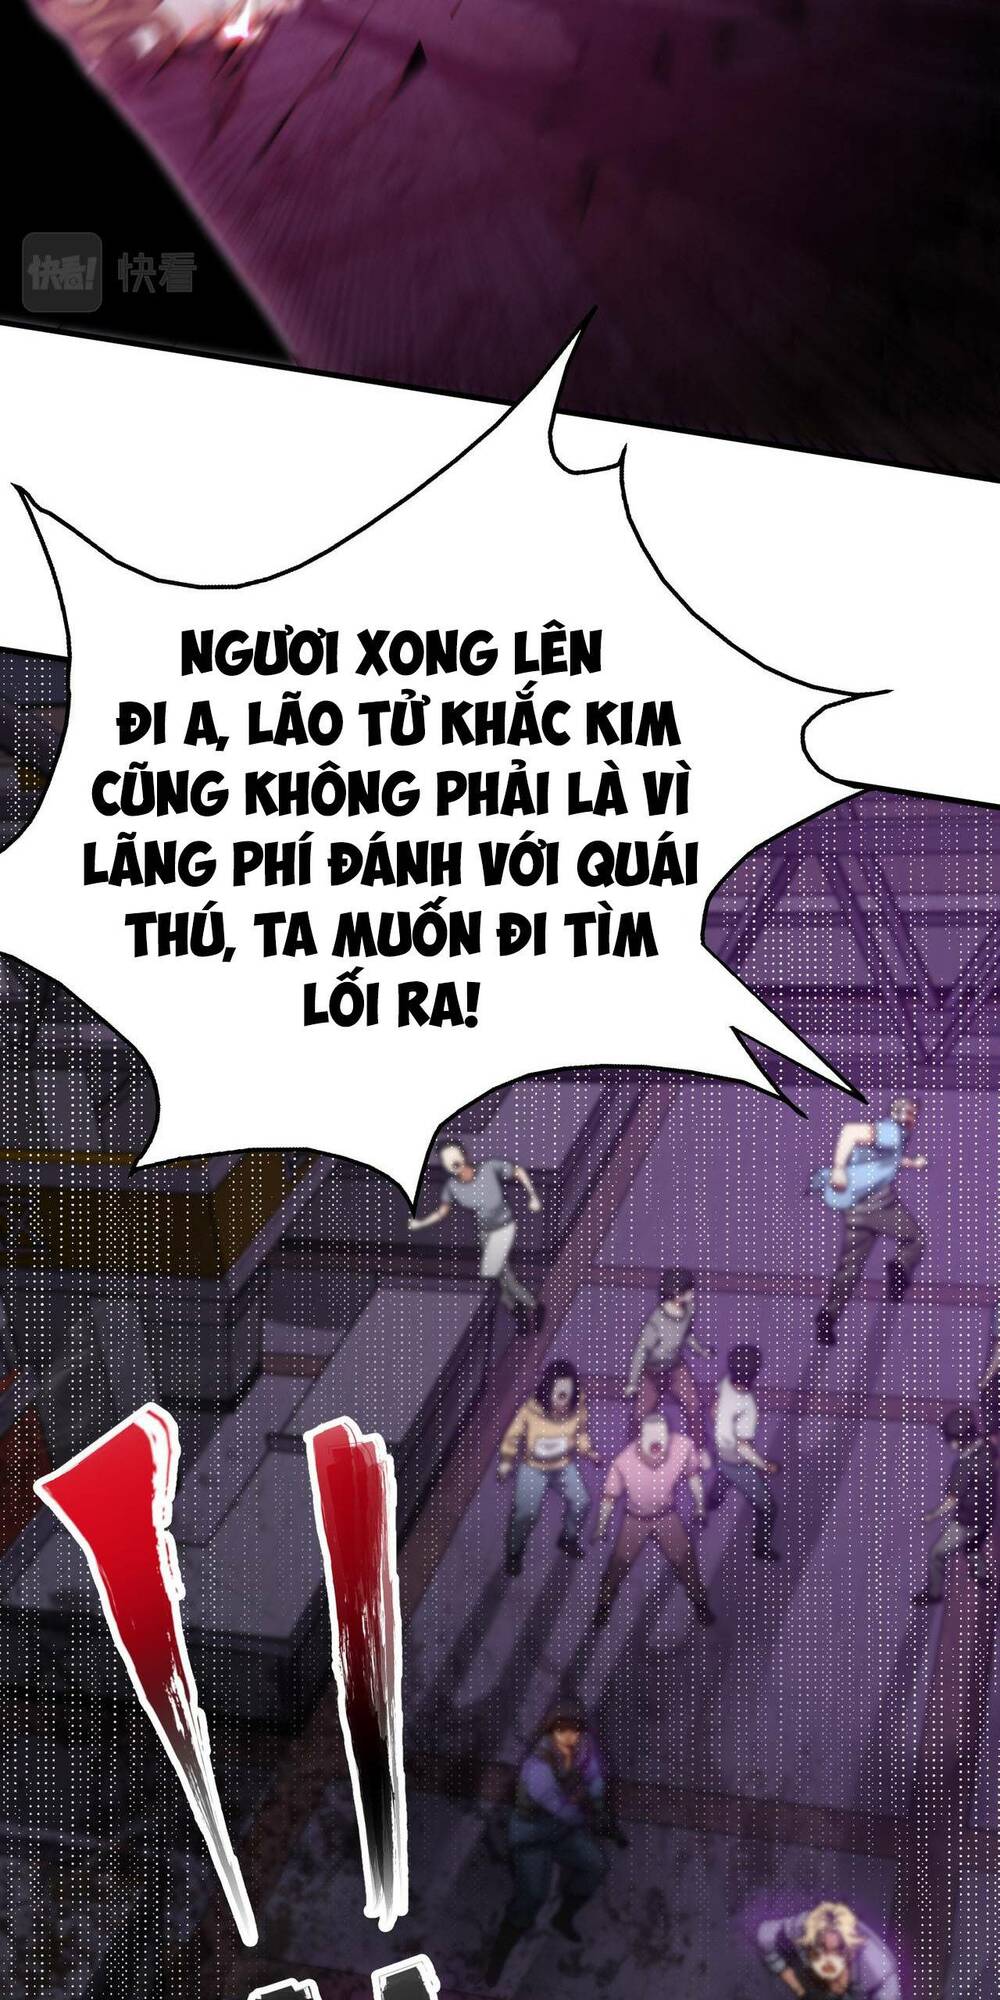 快看! 快看
NGƯƠI XONG LÊN
ĐI A, LÃO TỬ KHẮC KIM
CŨNG KHÔNG PHẢI LÀ VÌ
LÃNG PHÍ ĐÁNH VỚI QUÁI
THÚ, TA MUỐN ĐI TÌM
LỐI RA!